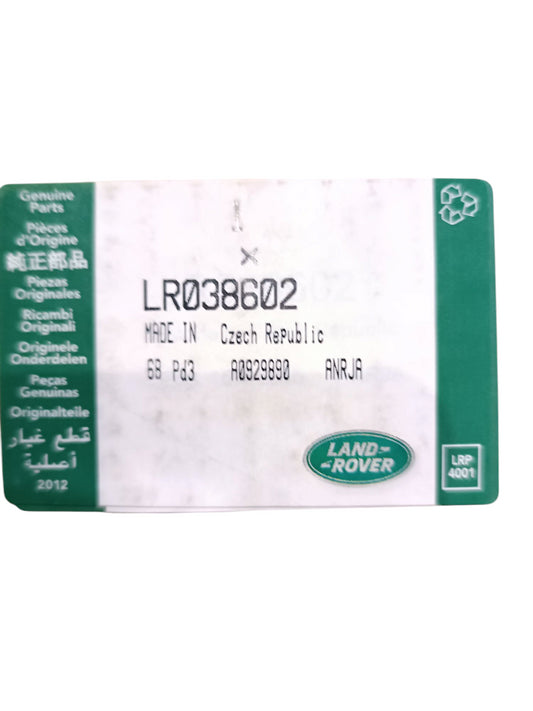 Genuine
Parts
Pièces
d'Origine
純正部品
Piezas
Originales
Ricambi
Originali
Originele
Onderdelen
Peças
Genuinas
Originalteile
قطع غيار
أصلية
2012
LR038602
MADE IN Czech Republic
68 Pd3 A0929890 ANRJA
LAND-
-ROVER
LRP
4001